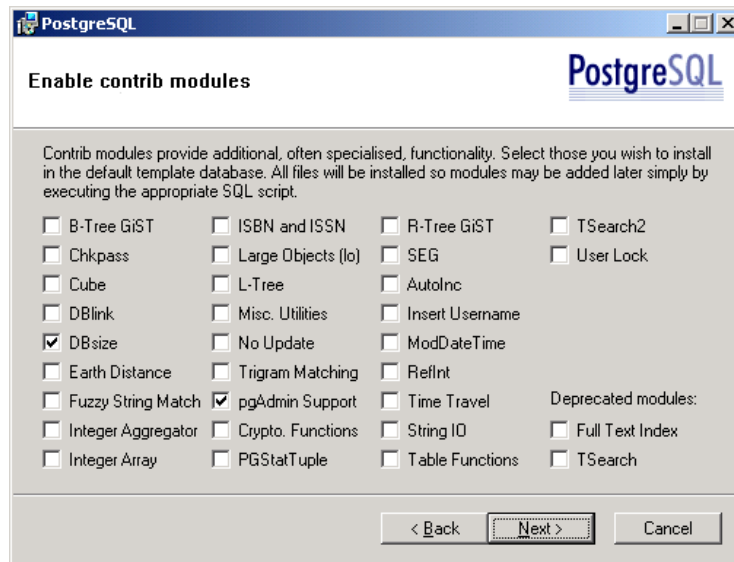 PostgreSQL
Enable contrib modules
PostgreSQL
Contrib modules provide additional, often specialised, functionality. Select those you wish to install
in the default template database. All files will be installed so modules may be added later simply by
executing the appropriate SQL script.
B-Tree GiST ISBN and ISSN R-Tree GiST TSearch2
Chkpass Large Objects (lo) SEG User Lock
Cube L-Tree AutoInc
DBlink Misc. Utilities Insert Username
DBsize No Update ModDateTime
Earth Distance Trigram Matching RefInt
Fuzzy String Match pgAdmin Support Time Travel Deprecated modules:
Integer Aggregator Crypto. Functions String IO Full Text Index
Integer Array PGStatTuple Table Functions TSearch
< Back Next > Cancel